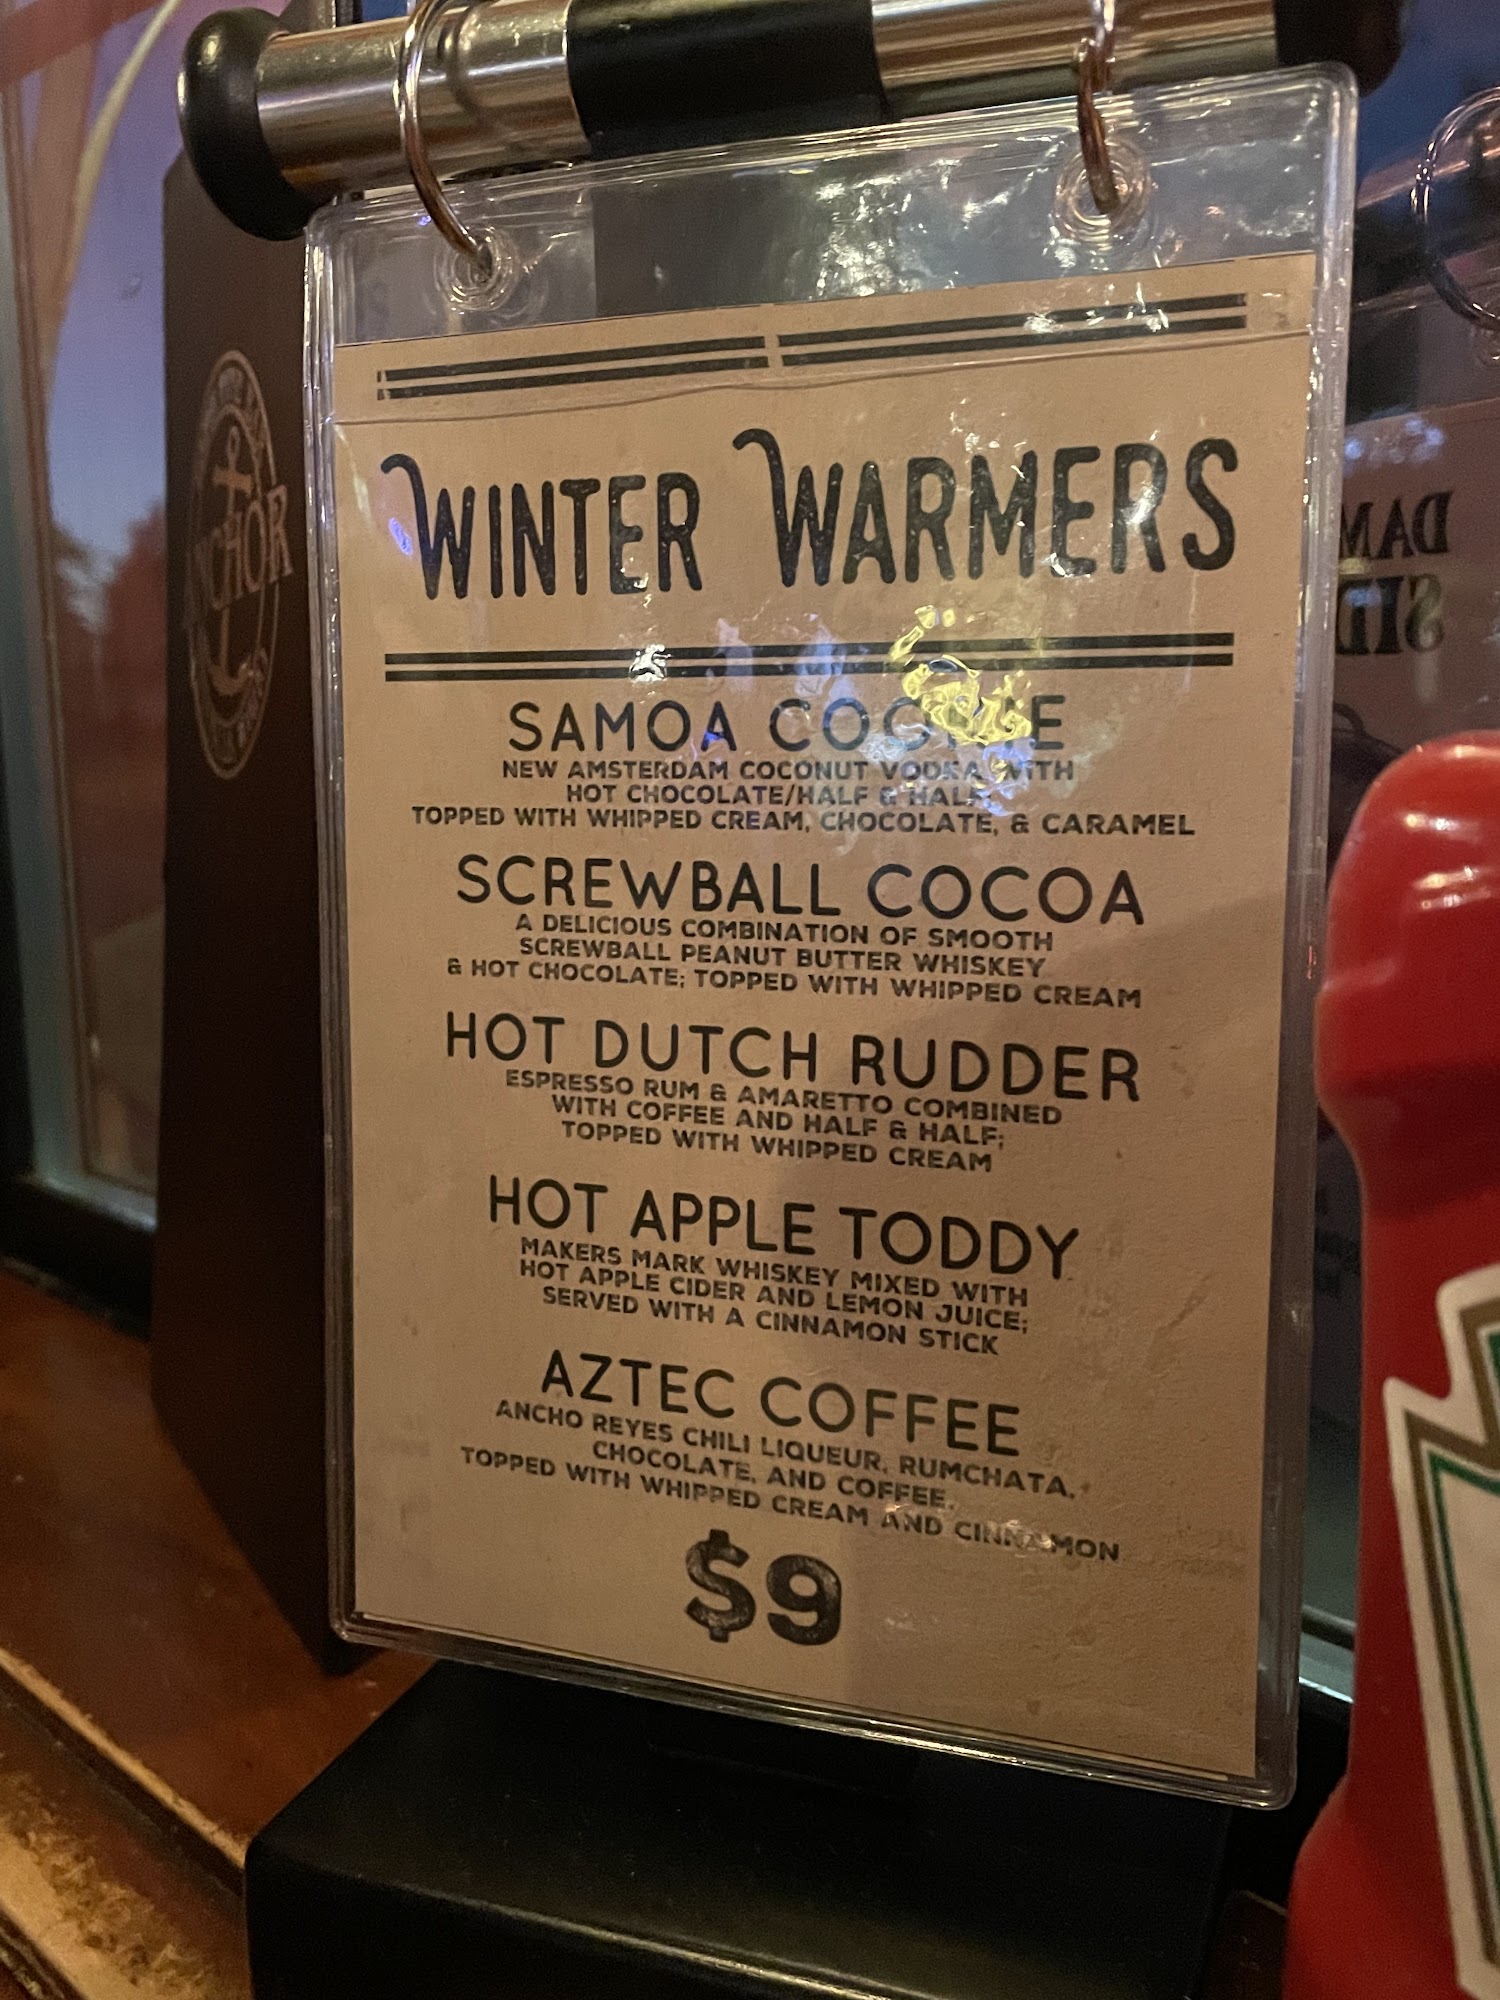 WINTER WARMERS
SAMOA COOKIE
NEW AMSTERDAM COCONUT VODKA WITH
HOT CHOCOLATE/HALF & HALF;
TOPPED WITH WHIPPED CREAM, CHOCOLATE, & CARAMEL
SCREWBALL COCOA
A DELICIOUS COMBINATION OF SMOOTH
SCREWBALL PEANUT BUTTER WHISKEY
& HOT CHOCOLATE; TOPPED WITH WHIPPED CREAM
HOT DUTCH RUDDER
ESPRESSO RUM & AMARETTO COMBINED
WITH COFFEE AND HALF & HALF;
TOPPED WITH WHIPPED CREAM
HOT APPLE TODDY
MAKERS MARK WHISKEY MIXED WITH
HOT APPLE CIDER AND LEMON JUICE;
SERVED WITH A CINNAMON STICK
AZTEC COFFEE
ANCHO REYES CHILI LIQUEUR, RUMCHATA,
CHOCOLATE, AND COFFEE,
TOPPED WITH WHIPPED CREAM AND CINNAMON
$9
ANCHOR